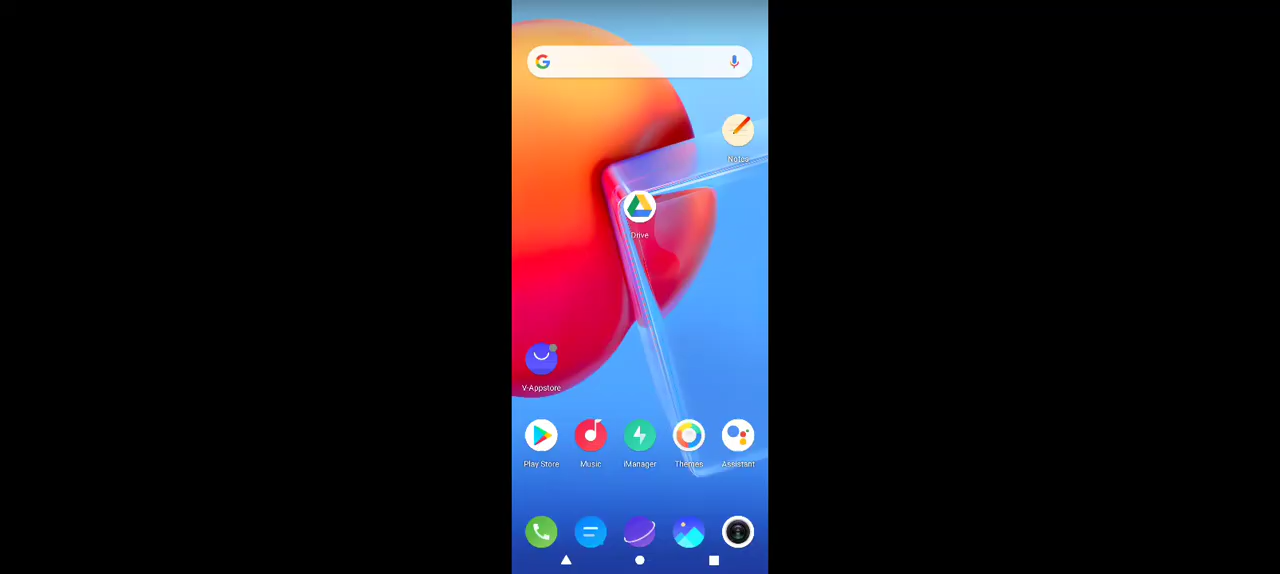 Notes
Drive
V-Appstore
Play Store
Music
iManager
Themes
Assistant